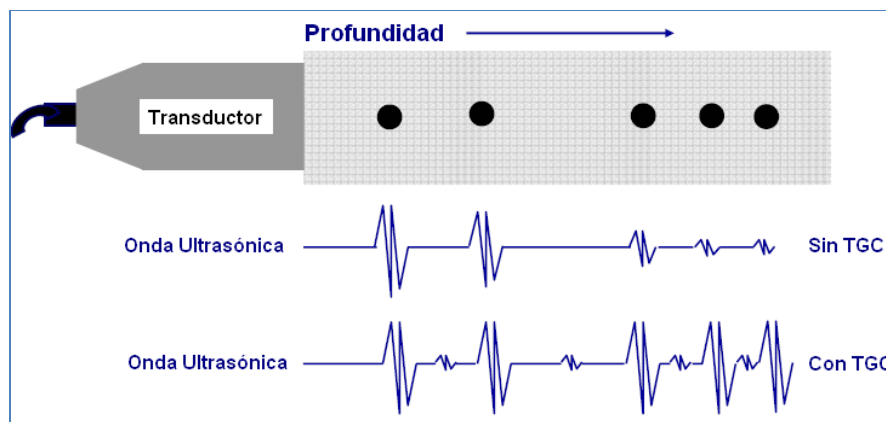 Profundidad
Transductor
Onda Ultrasónica
Sin TGC
Onda Ultrasónica
Con TGC